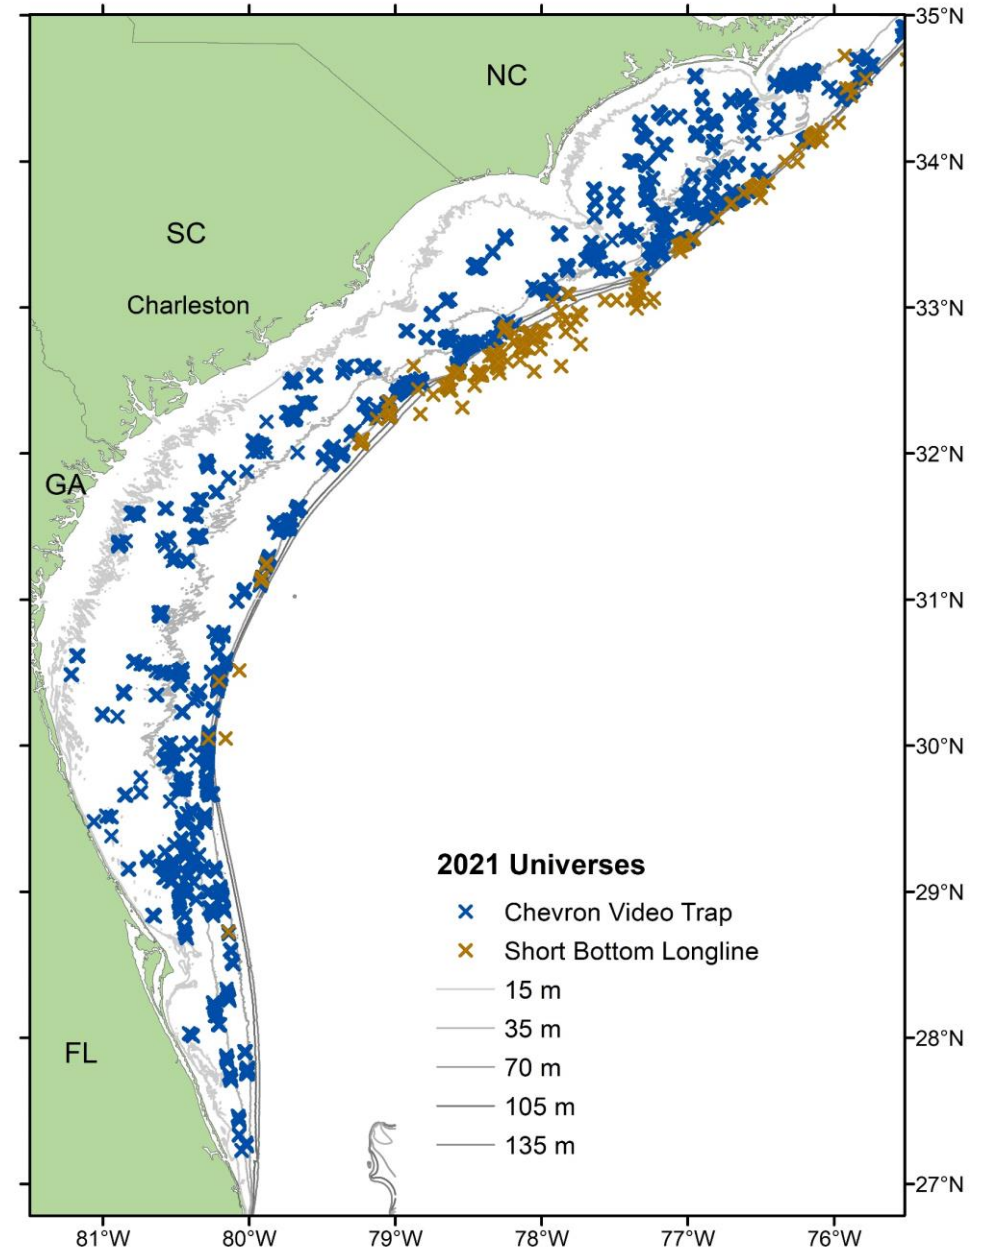 35°N
NC
34°N
SC
Charleston
33°N
32°N
GA
31°N
30°N
2021 Universes
Chevron Video Trap
29°N
Short Bottom Longline
15 m
35 m
28°N
FL
70 m
105 m
135 m
27°N
81°W 80°W 79°W 78°W 77°W 76°W